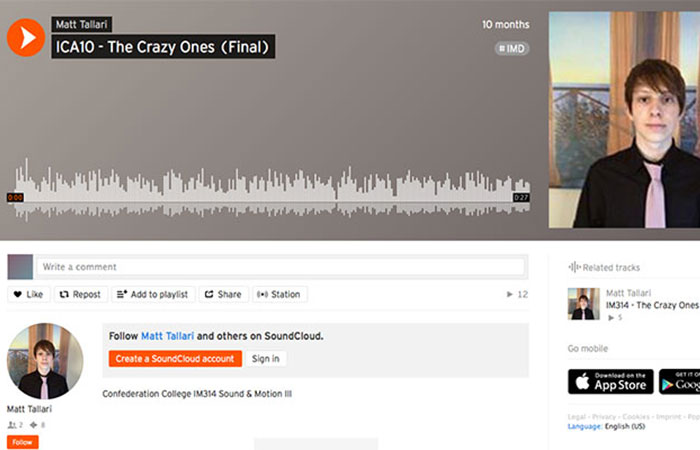 Matt Tallari
10 months
ICA10 - The Crazy Ones (Final)
# IMD
0:00
0:27
Write a comment
Like
Repost
Add to playlist
Share
Station
12
Follow Matt Tallari and others on SoundCloud.
Create a SoundCloud account
Sign in
Confederation College IM314 Sound & Motion III
Matt Tallari
2
8
Follow
Related tracks
Matt Tallari
IM314 - The Crazy Ones
5
Go mobile
Download on the
App Store
GET IT O
Goog
Legal - Privacy - Cookies - Imprint - Pop
Language: English (US)